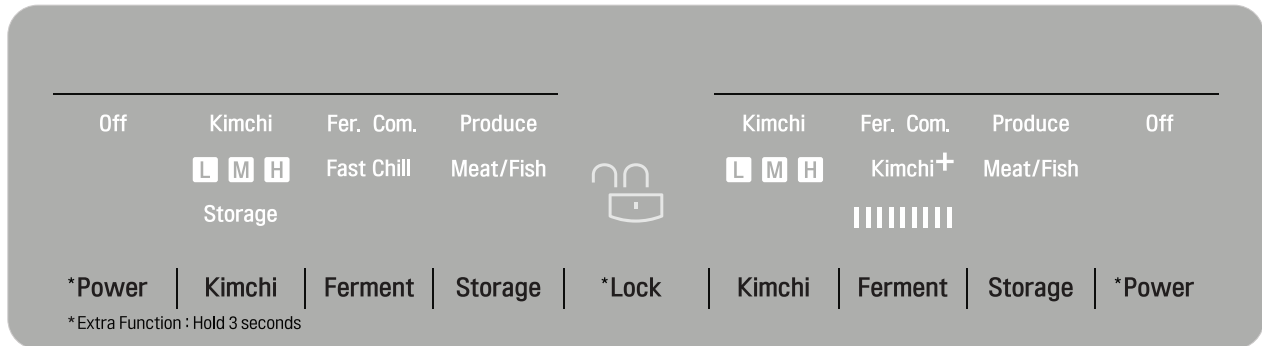 Off Kimchi Fer. Com. Produce Kimchi Fer. Com. Produce Off
L M H Fast Chill Meat/Fish L M H Kimchi+ Meat/Fish
Storage
*Power Kimchi Ferment Storage *Lock Kimchi Ferment Storage *Power
*Extra Function : Hold 3 seconds